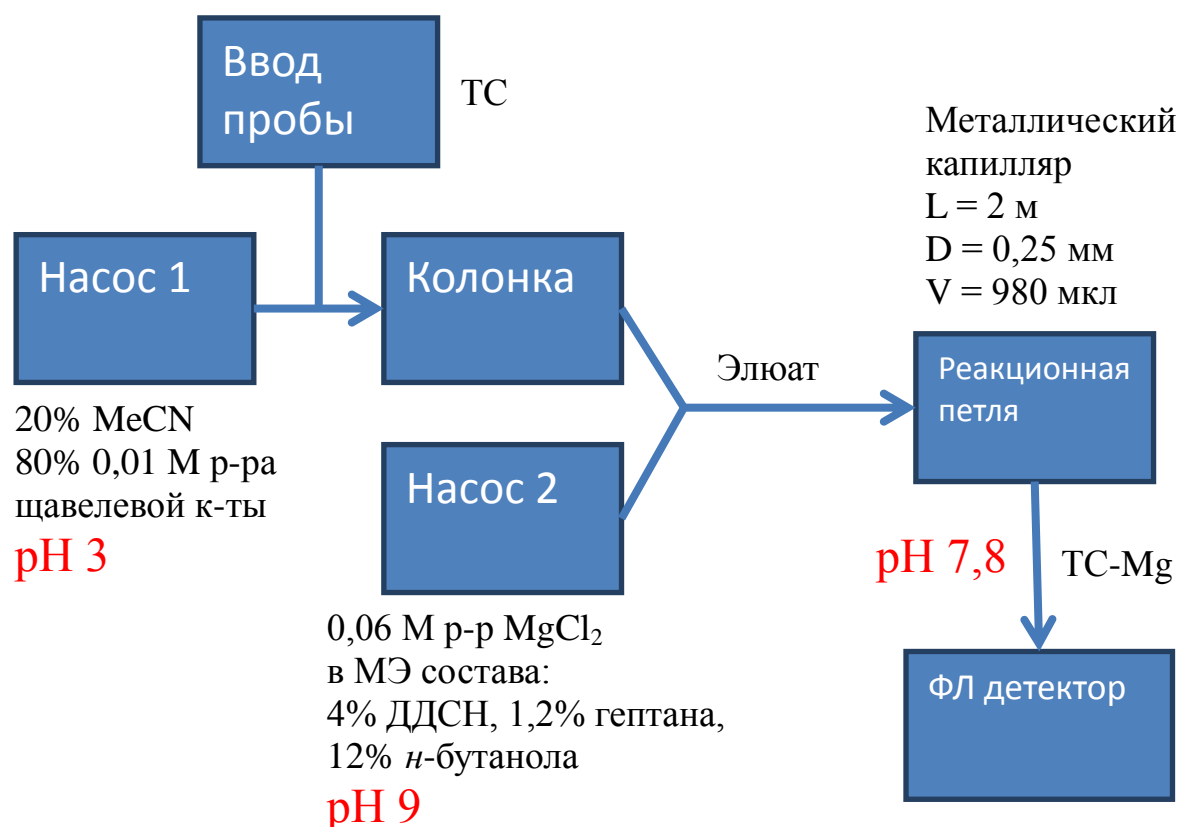 Ввод
пробы
ТС
Металлический
капилляр
L = 2 м
D = 0,25 мм
V = 980 мкл
Насос 1
Колонка
Элюат
Реакционная
петля
20% MeCN
80% 0,01 М р-ра
щавелевой к-ты
pH 3
Насос 2
pH 7,8
ТС-Mg
0,06 М р-р MgCl₂
в МЭ состава:
4% ДДСН, 1,2% гептана,
12% н-бутанола
pH 9
ФЛ детектор